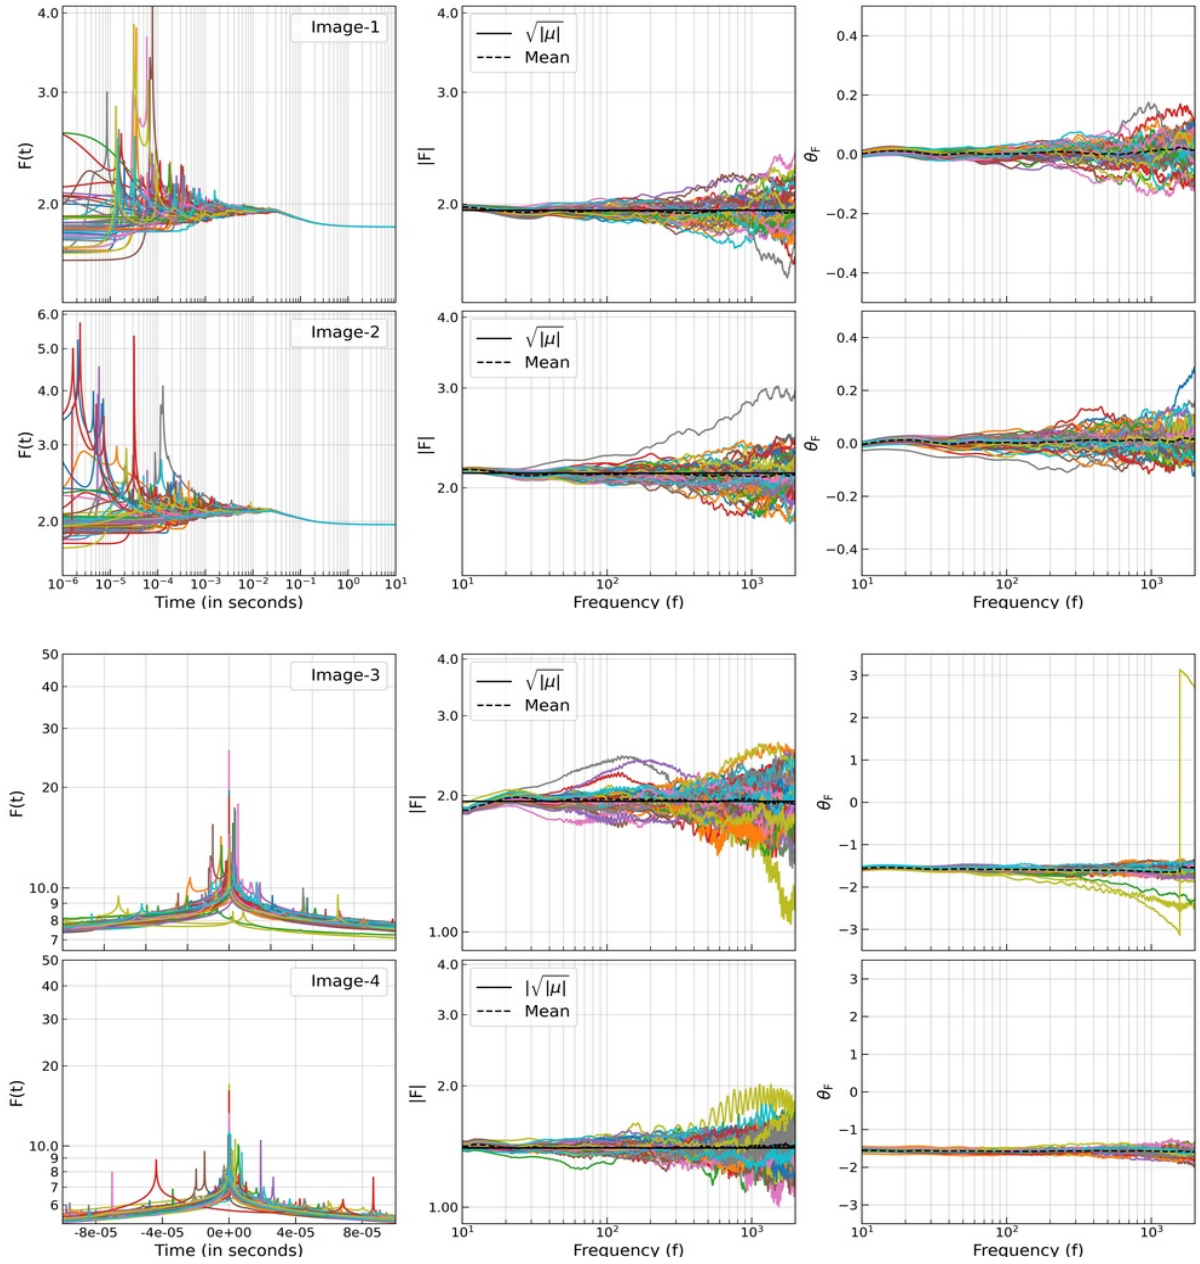 4.0
3.0
2.0
F(t)
Image-1
4.0
3.0
2.0
|F|
√|μ|
Mean
0.4
0.2
0.0
−0.2
−0.4
θF
6.0
5.0
4.0
3.0
2.0
F(t)
Image-2
10⁻⁶ 10⁻⁵ 10⁻⁴ 10⁻³ 10⁻² 10⁻¹ 10⁰ 10¹
Time (in seconds)
4.0
3.0
2.0
|F|
√|μ|
Mean
10¹ 10² 10³
Frequency (f)
0.4
0.2
0.0
−0.2
−0.4
θF
10¹ 10² 10³
Frequency (f)
50
40
30
20
10.0
9
8
7
F(t)
Image-3
4.0
3.0
2.0
1.00
|F|
√|μ|
Mean
3
2
1
0
−1
−2
−3
θF
50
40
30
20
10.0
9
8
7
6
F(t)
Image-4
-8e-05 -4e-05 0e+00 4e-05 8e-05
Time (in seconds)
4.0
3.0
2.0
1.00
|F|
|√|μ|
Mean
10¹ 10² 10³
Frequency (f)
3
2
1
0
−1
−2
−3
θF
10¹ 10² 10³
Frequency (f)